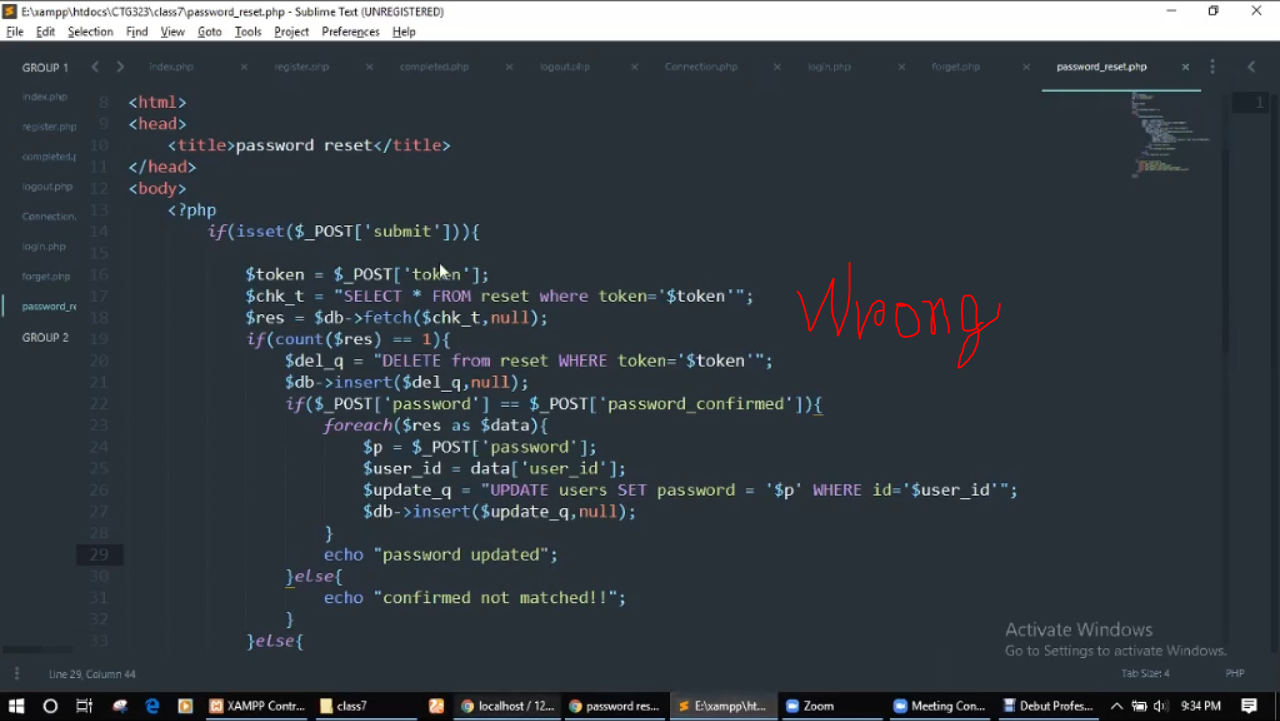 E:\xampp\htdocs\CTG323\class7\password_reset.php - Sublime Text (UNREGISTERED)
File Edit Selection Find View Goto Tools Project Preferences Help
GROUP 1 index.php register.php completed.php logout.php Connection.php login.php forget.php password_reset.php
index.php
register.php
completed.p
logout.php
Connection.
login.php
forget.php
password_re
GROUP 2
8 <html>
9 <head>
10 <title>password reset</title>
11 </head>
12 <body>
13 <?php
14 if(isset($_POST['submit'])){
15
16 $token = $_POST['token'];
17 $chk_t = "SELECT * FROM reset where token='$token'";
18 $res = $db->fetch($chk_t,null);
19 if(count($res) == 1){
20 $del_q = "DELETE from reset WHERE token='$token'";
21 $db->insert($del_q,null);
22 if($_POST['password'] == $_POST['password_confirmed']){
23 foreach($res as $data){
24 $p = $_POST['password'];
25 $user_id = data['user_id'];
26 $update_q = "UPDATE users SET password = '$p' WHERE id='$user_id'";
27 $db->insert($update_q,null);
28 }
29 echo "password updated";
30 }else{
31 echo "confirmed not matched!!";
32 }
33 }else{
1
Wrong
Activate Windows
Go to Settings to activate Windows.
Line 29, Column 44 Tab Size: 4 PHP
XAMPP Contr... class7 localhost / 12... password res... E:\xampp\ht... Zoom Meeting Con... Debut Profes... 9:34 PM